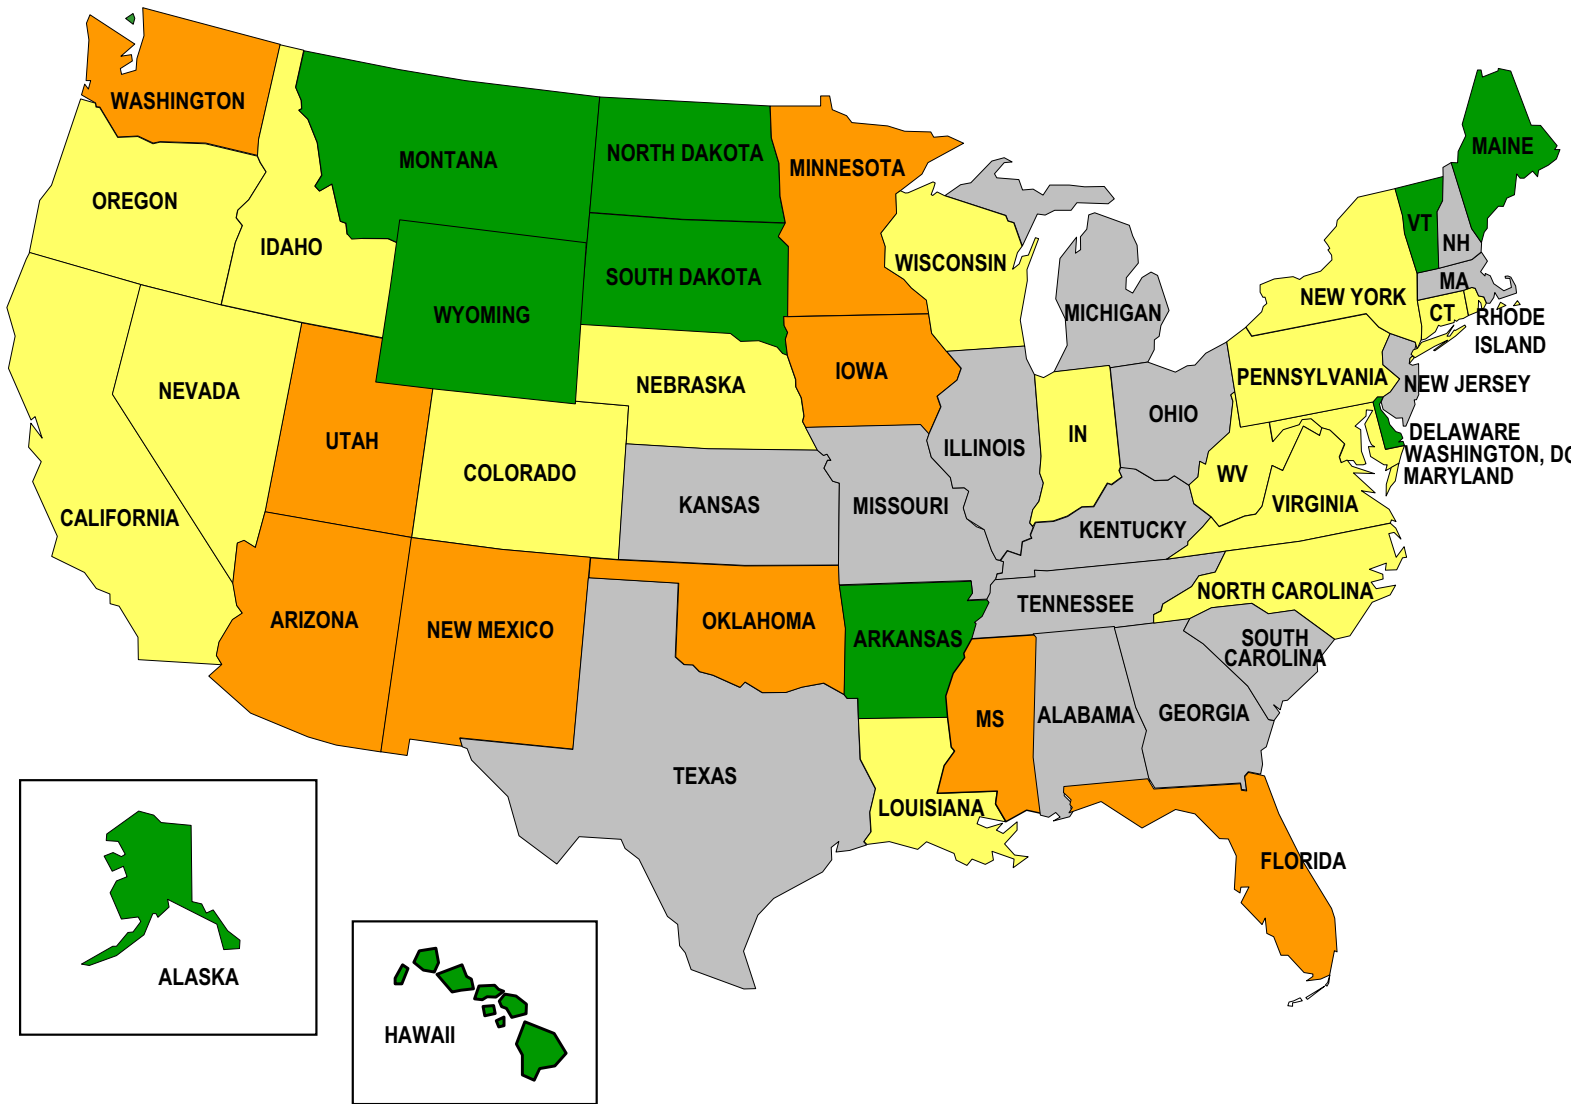 WASHINGTON
MONTANA
NORTH DAKOTA
MINNESOTA
MAINE
OREGON
IDAHO
VT
NH
WISCONSIN
SOUTH DAKOTA
MA
NEW YORK
WYOMING
MICHIGAN
CT
RHODE
ISLAND
IOWA
NEBRASKA
PENNSYLVANIA
NEW JERSEY
NEVADA
OHIO
UTAH
IN
DELAWARE
ILLINOIS
WASHINGTON, DC
COLORADO
WV
MARYLAND
KANSAS
MISSOURI
VIRGINIA
CALIFORNIA
KENTUCKY
NORTH CAROLINA
TENNESSEE
ARIZONA
NEW MEXICO
OKLAHOMA
ARKANSAS
SOUTH
CAROLINA
MS
ALABAMA
GEORGIA
TEXAS
LOUISIANA
FLORIDA
ALASKA
HAWAII